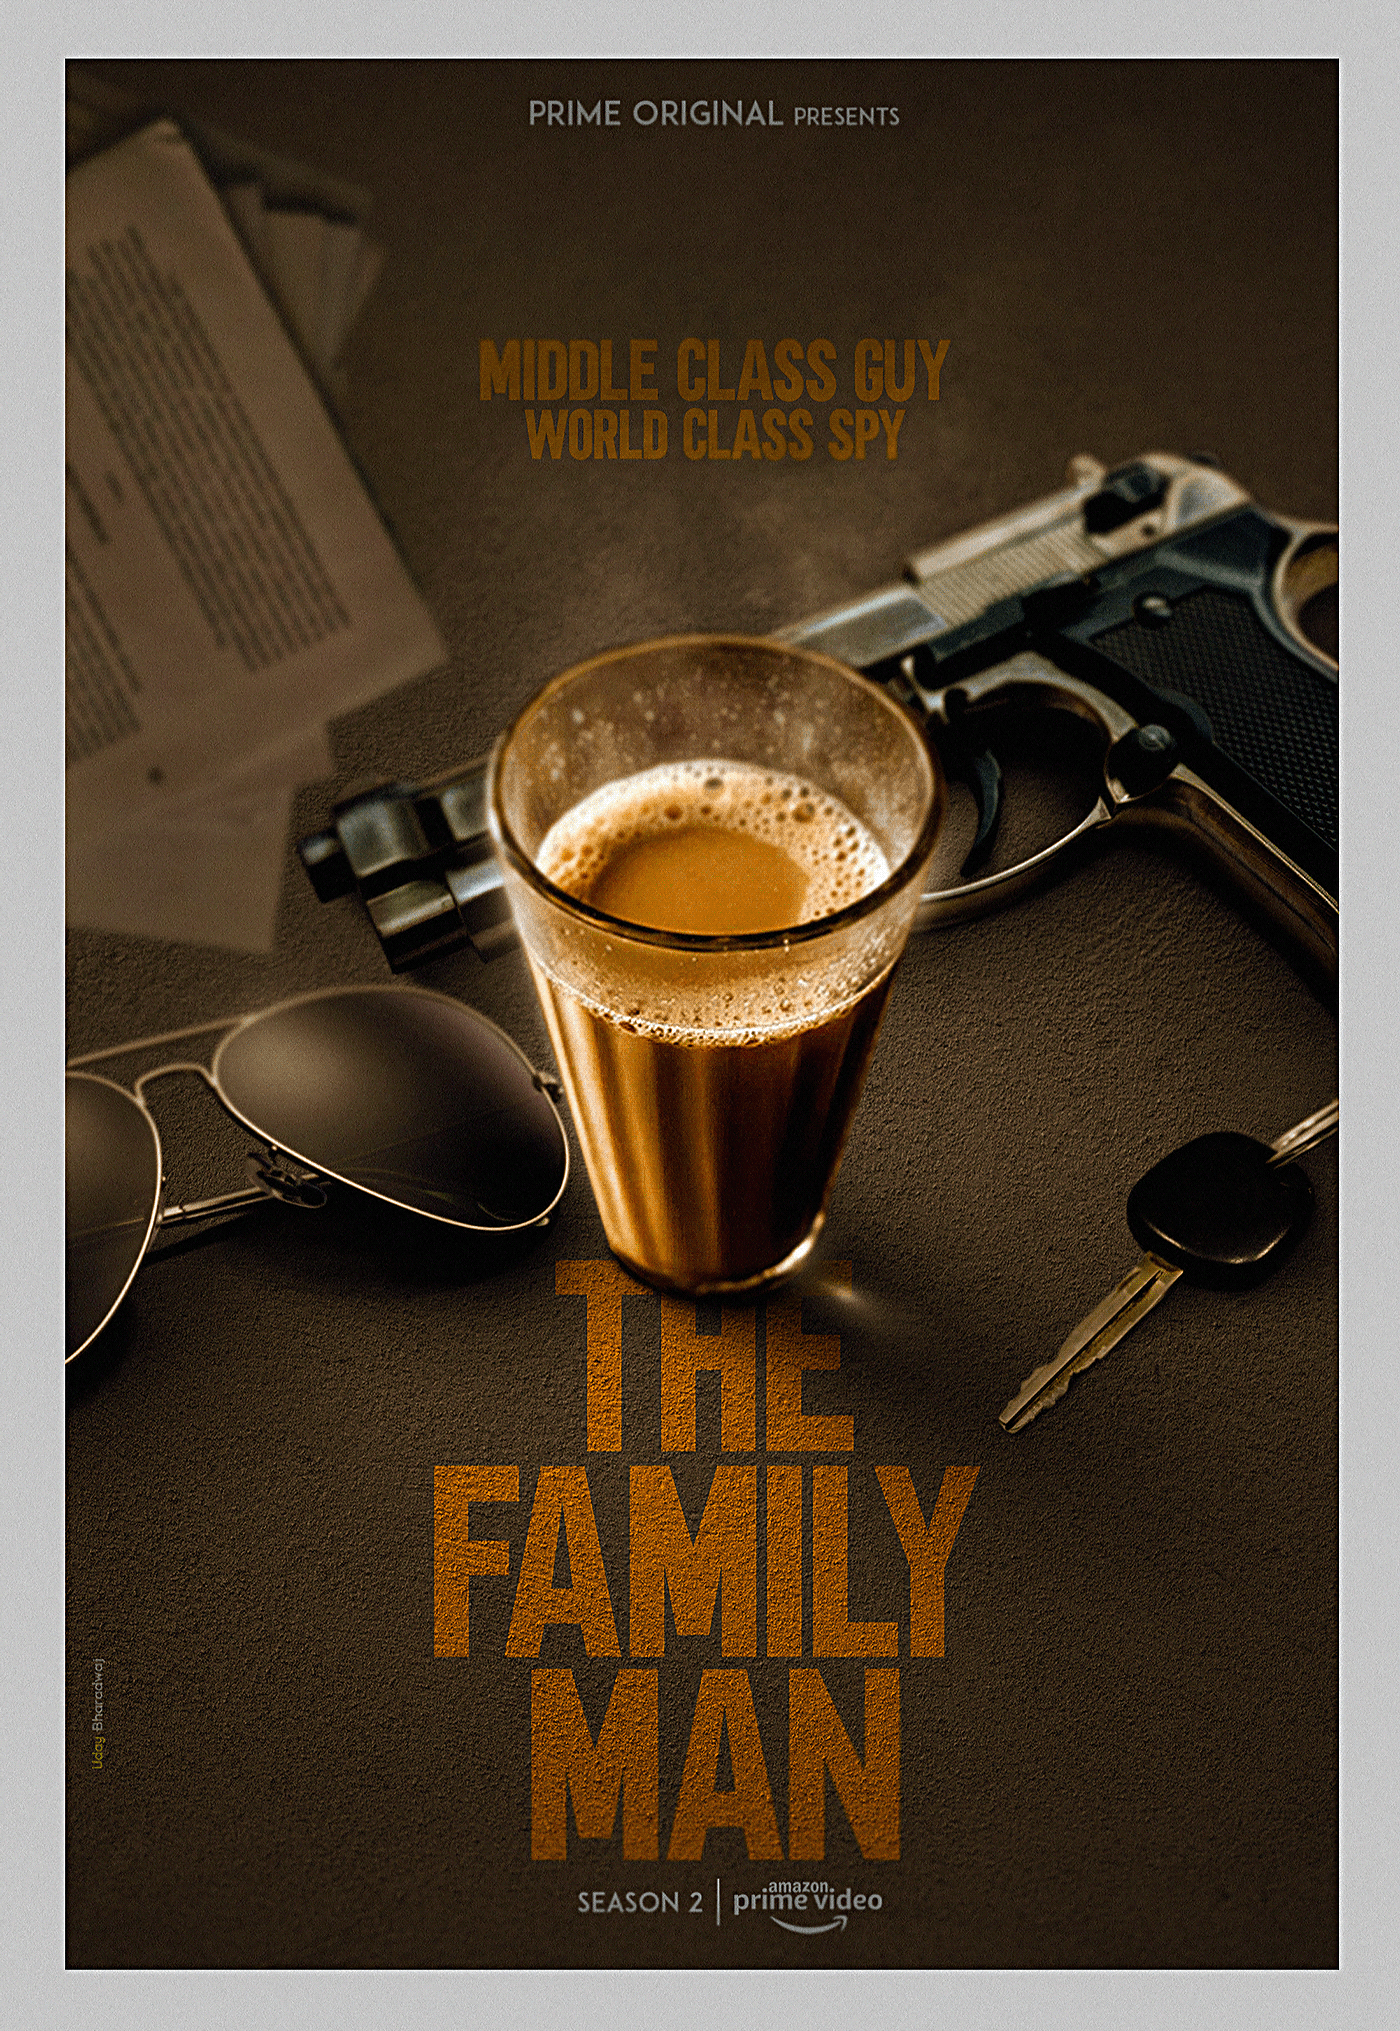 PRIME ORIGINAL PRESENTS
MIDDLE CLASS GUY
WORLD CLASS SPY
THE
FAMILY
MAN
SEASON 2
amazon
prime video
Uday Bharadwaj